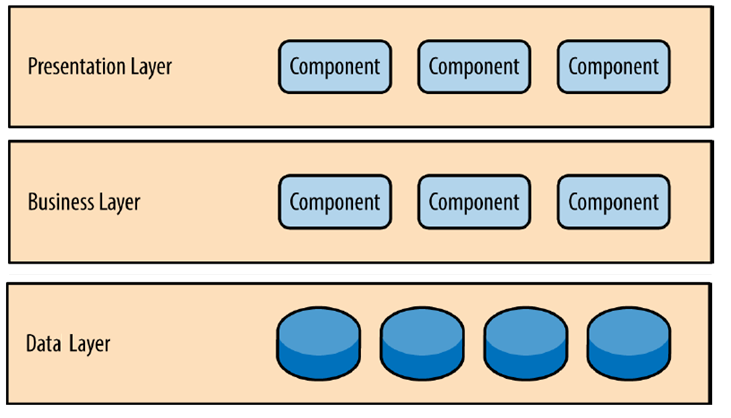 Presentation Layer
Component
Component
Component
Business Layer
Component
Component
Component
Data Layer